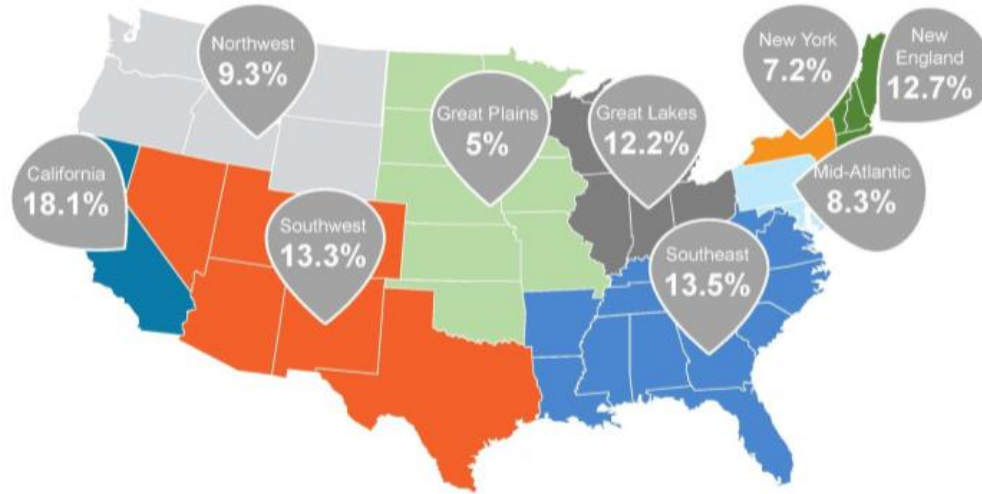 Northwest
9.3%
New York
7.2%
New
England
12.7%
Great Plains
5%
Great Lakes
12.2%
California
18.1%
Mid-Atlantic
8.3%
Southwest
13.3%
Southeast
13.5%